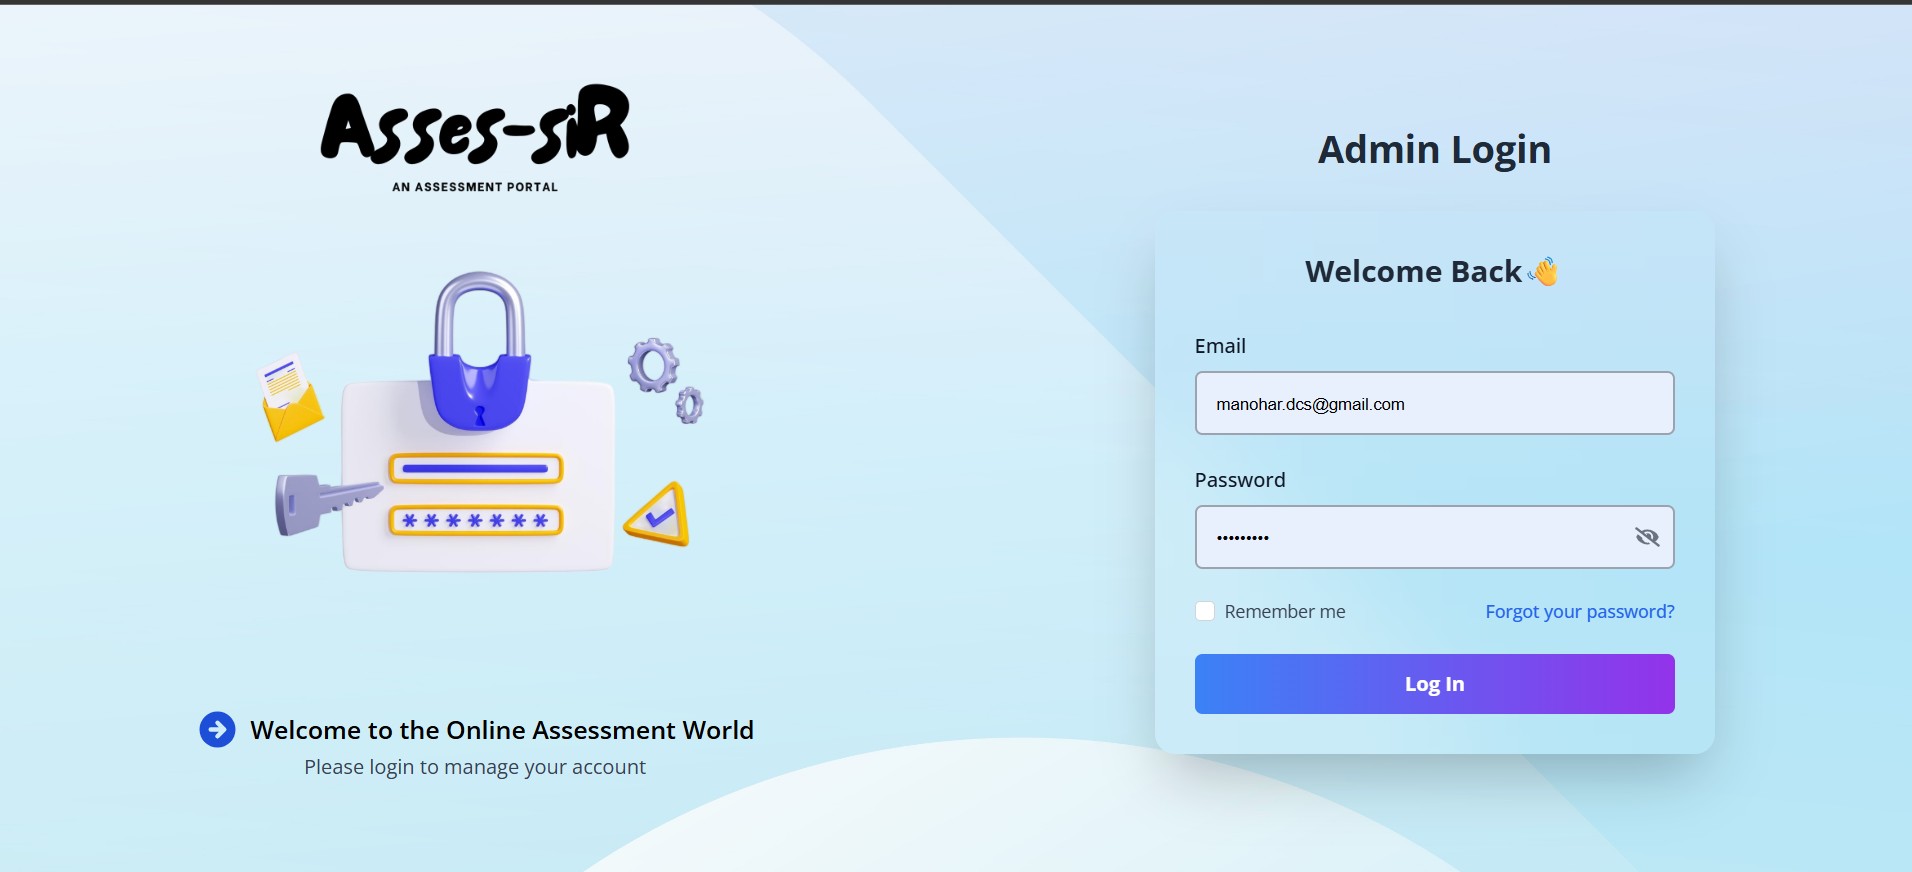 Asses-siR
AN ASSESSMENT PORTAL
*******
Welcome to the Online Assessment World
Please login to manage your account
Admin Login
Welcome Back👋
Email
manohar.dcs@gmail.com
Password
•••••••••
Remember me
Forgot your password?
Log In